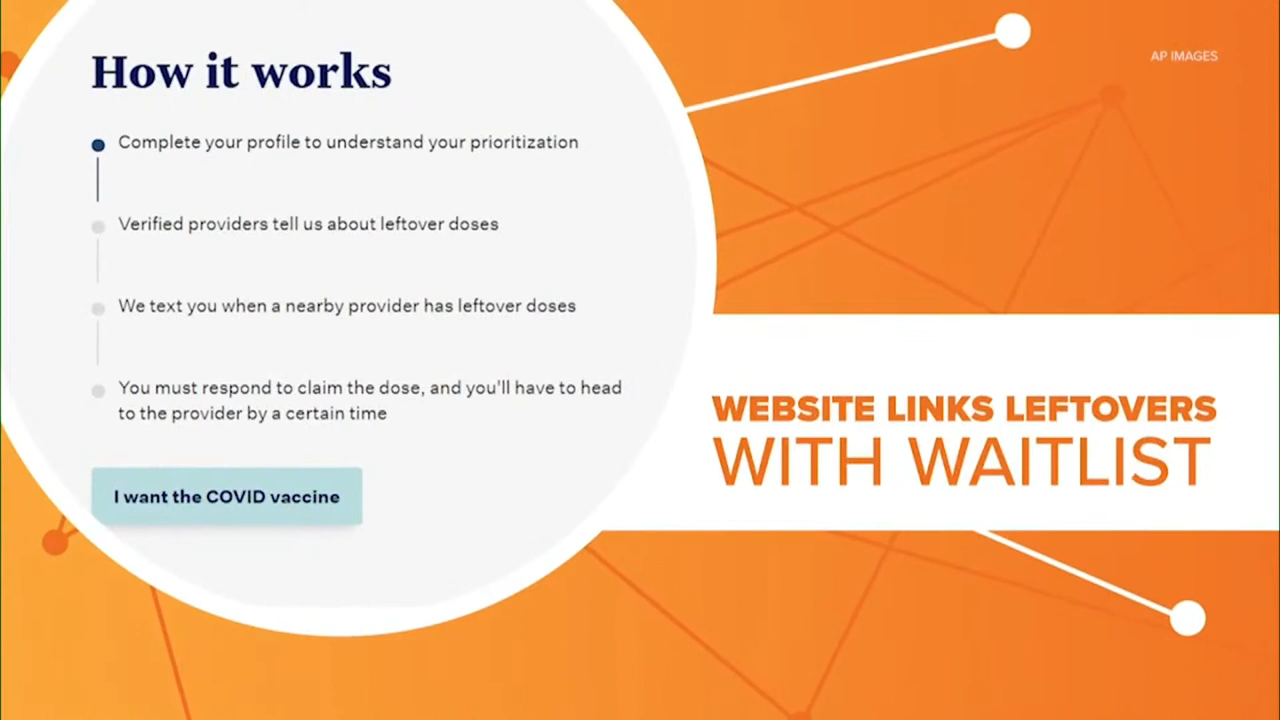 How it works
Complete your profile to understand your prioritization
Verified providers tell us about leftover doses
We text you when a nearby provider has leftover doses
You must respond to claim the dose, and you'll have to head
to the provider by a certain time
I want the COVID vaccine
AP IMAGES
WEBSITE LINKS LEFTOVERS
WITH WAITLIST